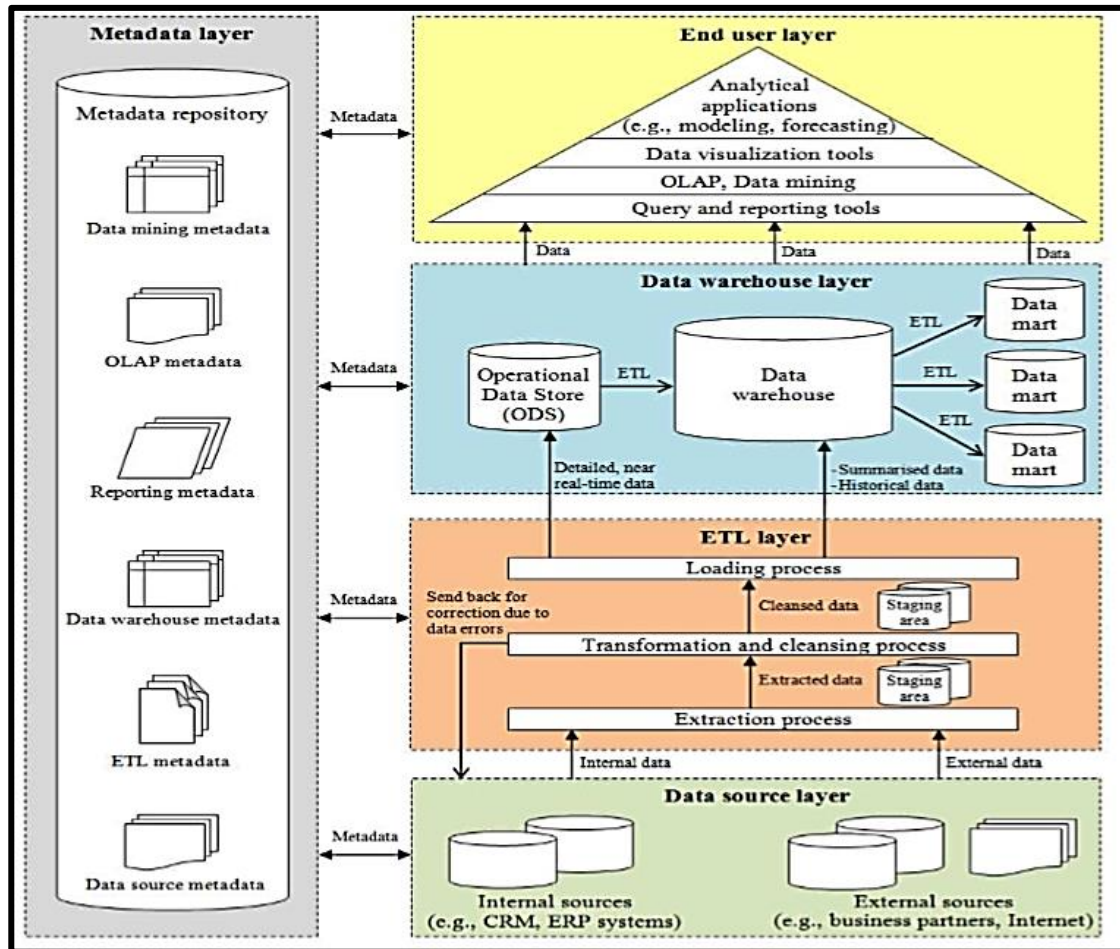 Metadata layer
Metadata repository
Data mining metadata
OLAP metadata
Reporting metadata
Data warehouse metadata
ETL metadata
Data source metadata
Metadata
Metadata
Metadata
Metadata
End user layer
Analytical
applications
(e.g., modeling, forecasting)
Data visualization tools
OLAP, Data mining
Query and reporting tools
Data
Data
Data
Data warehouse layer
Operational
Data Store
(ODS)
ETL
Data
warehouse
ETL
ETL
ETL
Data
mart
Data
mart
Data
mart
Detailed, near
real-time data
-Summarised data
-Historical data
ETL layer
Loading process
Send back for
correction due to
data errors
Cleansed data
Staging
area
Transformation and cleansing process
Extracted data
Staging
area
Extraction process
Internal data
External data
Data source layer
Internal sources
(e.g., CRM, ERP systems)
External sources
(e.g., business partners, Internet)